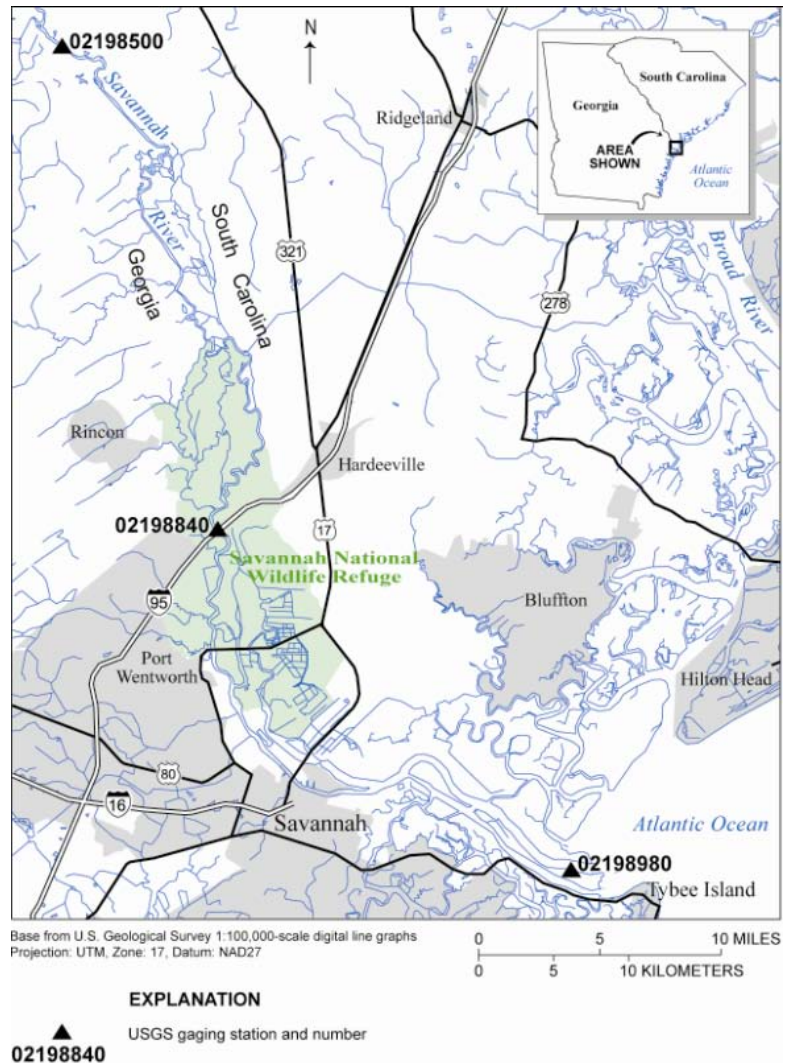 02198500
N
Savannah
River
Ridgeland
South Carolina
Georgia
AREA
SHOWN
Atlantic
Ocean
Broad
River
321
South Carolina
Georgia
278
Rincon
Hardeeville
02198840
17
Savannah National
Wildlife Refuge
95
Bluffton
Port
Wentworth
Hilton Head
80
16
Savannah
Atlantic Ocean
02198980
Tybee Island
Base from U.S. Geological Survey 1:100,000-scale digital line graphs
Projection: UTM, Zone: 17, Datum: NAD27
0 5 10 MILES
0 5 10 KILOMETERS
EXPLANATION
USGS gaging station and number
02198840